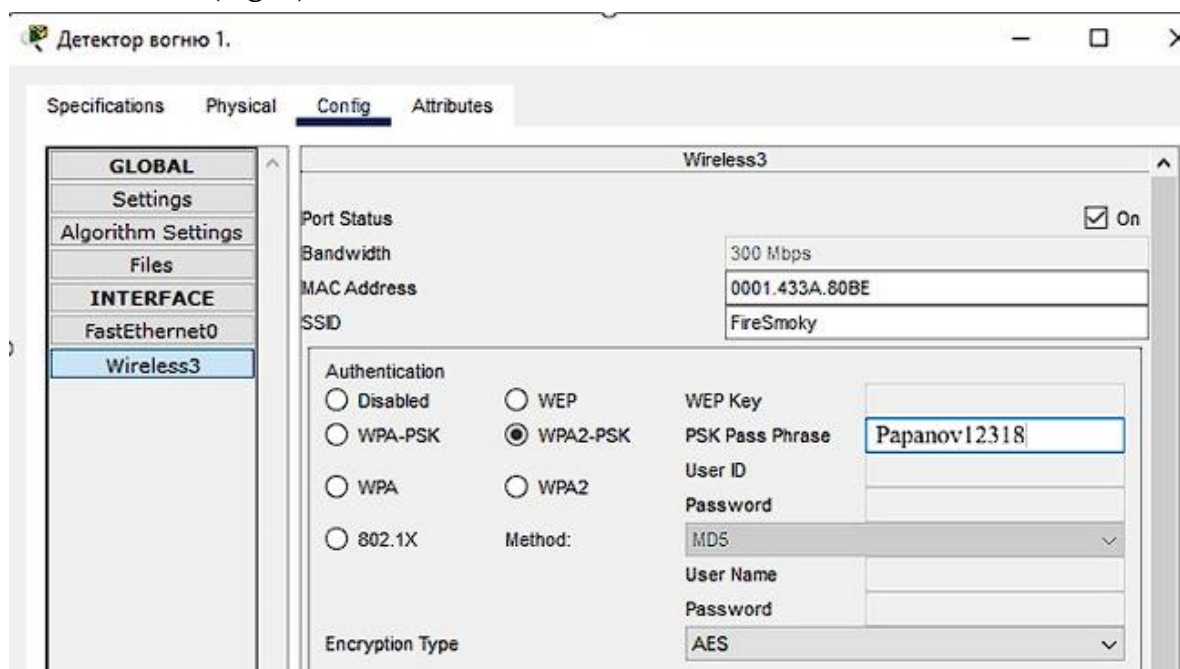 Детектор вогню 1.
Specifications Physical Config Attributes
GLOBAL
Settings
Algorithm Settings
Files
INTERFACE
FastEthernet0
Wireless3
Wireless3
Port Status On
Bandwidth 300 Mbps
MAC Address 0001.433A.80BE
SSID FireSmoky
Authentication
Disabled WEP WEP Key
WPA-PSK WPA2-PSK PSK Pass Phrase Papanov12318
User ID
WPA WPA2
Password
802.1X Method: MD5
User Name
Password
Encryption Type AES